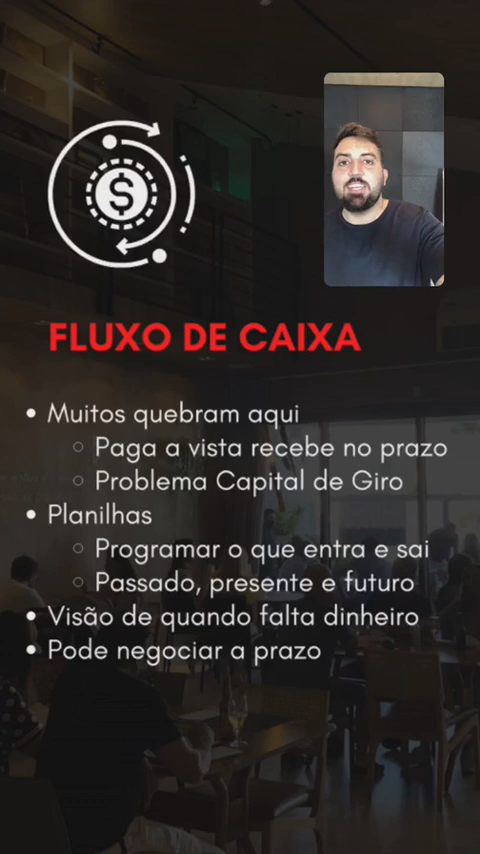 $
FLUXO DE CAIXA
• Muitos quebram aqui
○ Paga a vista recebe no prazo
○ Problema Capital de Giro
• Planilhas
○ Programar o que entra e sai
○ Passado, presente e futuro
• Visão de quando falta dinheiro
• Pode negociar a prazo